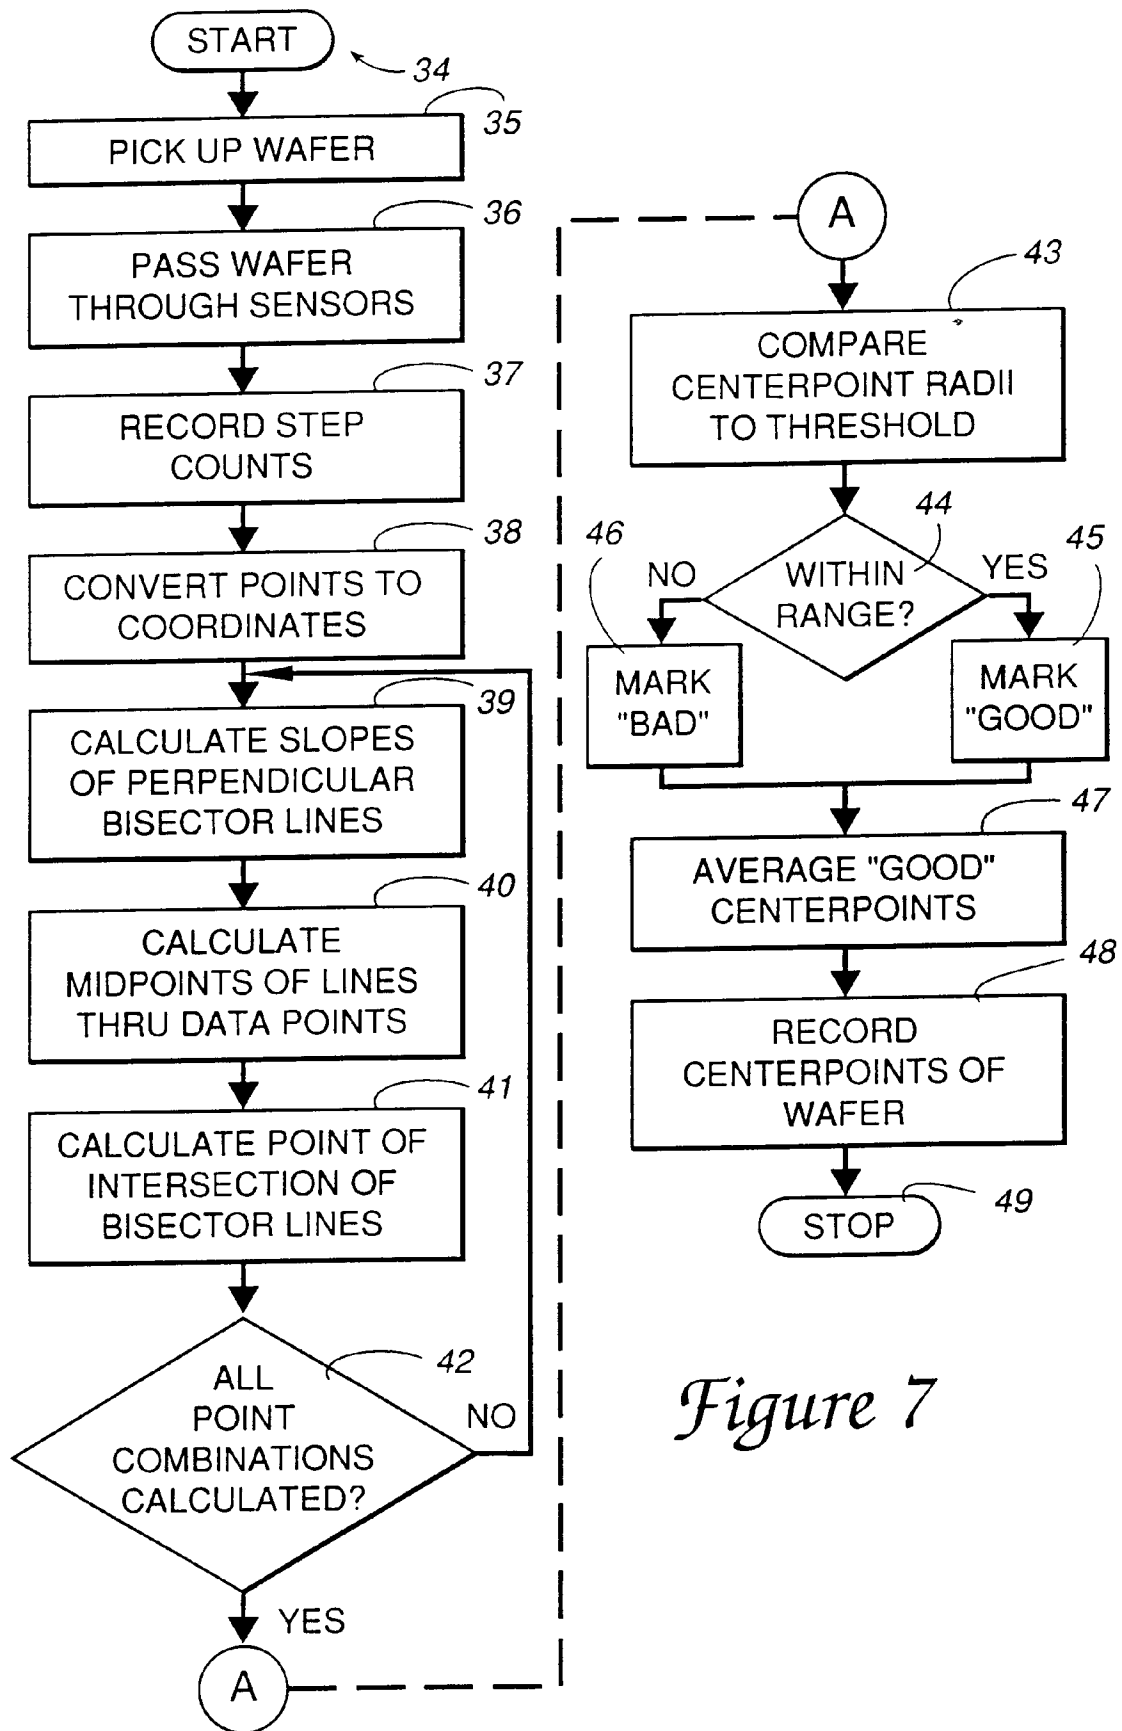 START
34
35
PICK UP WAFER
36
PASS WAFER
THROUGH SENSORS
37
RECORD STEP
COUNTS
38
CONVERT POINTS TO
COORDINATES
39
CALCULATE SLOPES
OF PERPENDICULAR
BISECTOR LINES
40
CALCULATE
MIDPOINTS OF LINES
THRU DATA POINTS
41
CALCULATE POINT OF
INTERSECTION OF
BISECTOR LINES
42
ALL
POINT
COMBINATIONS
CALCULATED?
NO
YES
A
A
43
COMPARE
CENTERPOINT RADII
TO THRESHOLD
44
WITHIN
RANGE?
NO
YES
46
MARK
"BAD"
45
MARK
"GOOD"
47
AVERAGE "GOOD"
CENTERPOINTS
48
RECORD
CENTERPOINTS OF
WAFER
STOP
49
Figure 7